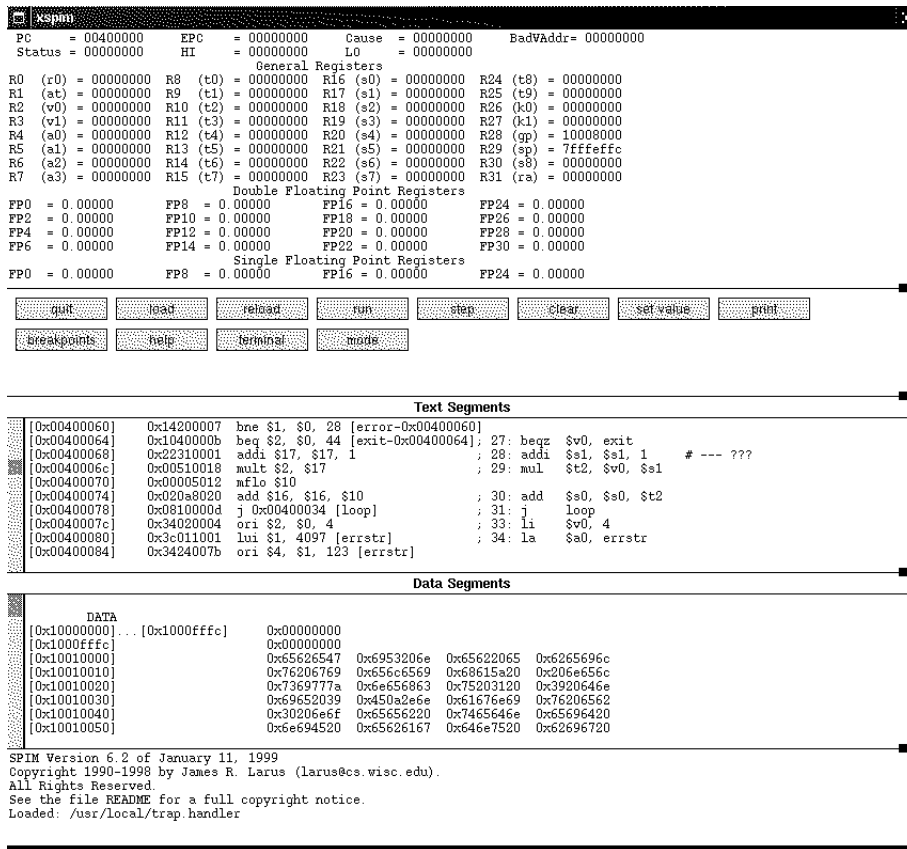 xspim
PC = 00400000 EPC = 00000000 Cause = 00000000 BadVAddr= 00000000
Status = 00000000 HI = 00000000 LO = 00000000
General Registers
R0 (r0) = 00000000 R8 (t0) = 00000000 R16 (s0) = 00000000 R24 (t8) = 00000000
R1 (at) = 00000000 R9 (t1) = 00000000 R17 (s1) = 00000000 R25 (t9) = 00000000
R2 (v0) = 00000000 R10 (t2) = 00000000 R18 (s2) = 00000000 R26 (k0) = 00000000
R3 (v1) = 00000000 R11 (t3) = 00000000 R19 (s3) = 00000000 R27 (k1) = 00000000
R4 (a0) = 00000000 R12 (t4) = 00000000 R20 (s4) = 00000000 R28 (gp) = 10008000
R5 (a1) = 00000000 R13 (t5) = 00000000 R21 (s5) = 00000000 R29 (sp) = 7fffeffc
R6 (a2) = 00000000 R14 (t6) = 00000000 R22 (s6) = 00000000 R30 (s8) = 00000000
R7 (a3) = 00000000 R15 (t7) = 00000000 R23 (s7) = 00000000 R31 (ra) = 00000000
Double Floating Point Registers
FP0 = 0.00000 FP8 = 0.00000 FP16 = 0.00000 FP24 = 0.00000
FP2 = 0.00000 FP10 = 0.00000 FP18 = 0.00000 FP26 = 0.00000
FP4 = 0.00000 FP12 = 0.00000 FP20 = 0.00000 FP28 = 0.00000
FP6 = 0.00000 FP14 = 0.00000 FP22 = 0.00000 FP30 = 0.00000
Single Floating Point Registers
FP0 = 0.00000 FP8 = 0.00000 FP16 = 0.00000 FP24 = 0.00000
quit load reload run step clear set value print
breakpoints help terminal mode
Text Segments
[0x00400060] 0x14200007 bne $1, $0, 28 [error-0x00400060]
[0x00400064] 0x1040000b beq $2, $0, 44 [exit-0x00400064]; 27: beqz $v0, exit
[0x00400068] 0x22310001 addi $17, $17, 1 ; 28: addi $s1, $s1, 1 # --- ???
[0x0040006c] 0x00510018 mult $2, $17 ; 29: mul $t2, $v0, $s1
[0x00400070] 0x00005012 mflo $10
[0x00400074] 0x020a8020 add $16, $16, $10 ; 30: add $s0, $s0, $t2
[0x00400078] 0x0810000d j 0x00400034 [loop] ; 31: j loop
[0x0040007c] 0x34020004 ori $2, $0, 4 ; 33: li $v0, 4
[0x00400080] 0x3c011001 lui $1, 4097 [errstr] ; 34: la $a0, errstr
[0x00400084] 0x3424007b ori $4, $1, 123 [errstr]
Data Segments
DATA
[0x10000000]...[0x1000fffc] 0x00000000
[0x1000fffc] 0x00000000
[0x10010000] 0x65626547 0x6953206e 0x65622065 0x6265696c
[0x10010010] 0x76206769 0x656c6569 0x68615a20 0x206e656c
[0x10010020] 0x7369777a 0x6e656863 0x75203120 0x3920646e
[0x10010030] 0x69652039 0x450a2e6e 0x61676e69 0x76206562
[0x10010040] 0x30206e6f 0x65656220 0x7465646e 0x65696420
[0x10010050] 0x6e694520 0x65626167 0x646e7520 0x62696720
SPIM Version 6.2 of January 11, 1999
Copyright 1990-1998 by James R. Larus (larus@cs.wisc.edu).
All Rights Reserved.
See the file README for a full copyright notice.
Loaded: /usr/local/trap.handler